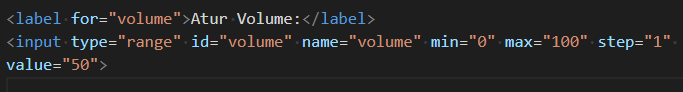 <label for="volume">Atur Volume:</label>
<input type="range" id="volume" name="volume" min="0" max="100" step="1"
value="50">